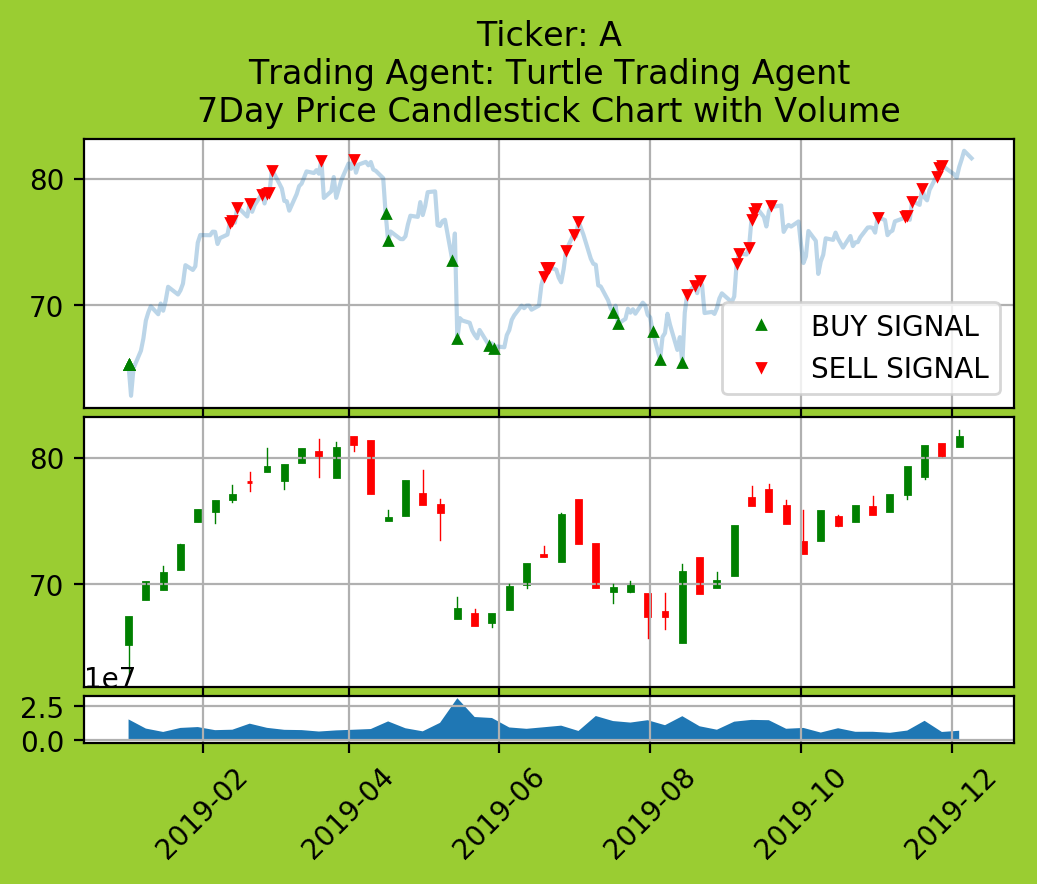 Ticker: A
Trading Agent: Turtle Trading Agent
7Day Price Candlestick Chart with Volume
80
70
BUY SIGNAL
SELL SIGNAL
80
70
1e7
2.5
0.0
2019-02
2019-04
2019-06
2019-08
2019-10
2019-12